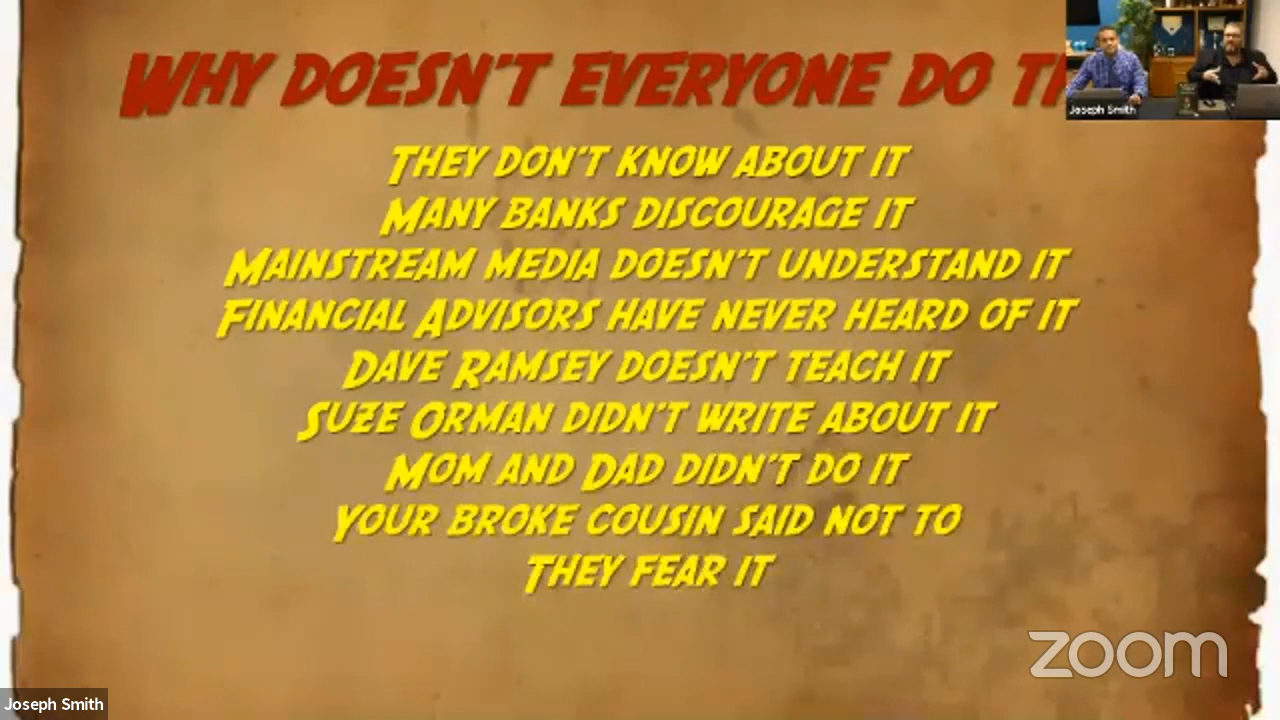 WHY DOESN'T EVERYONE DO
THEY DON'T KNOW ABOUT IT
MANY BANKS DISCOURAGE IT
MAINSTREAM MEDIA DOESN'T UNDERSTAND IT
FINANCIAL ADVISORS HAVE NEVER HEARD OF IT
DAVE RAMSEY DOESN'T TEACH IT
SUZE ORMAN DIDN'T WRITE ABOUT IT
MOM AND DAD DIDN'T DO IT
YOUR BROKE COUSIN SAID NOT TO
THEY FEAR IT
Joseph Smith
zoom
Joseph Smith